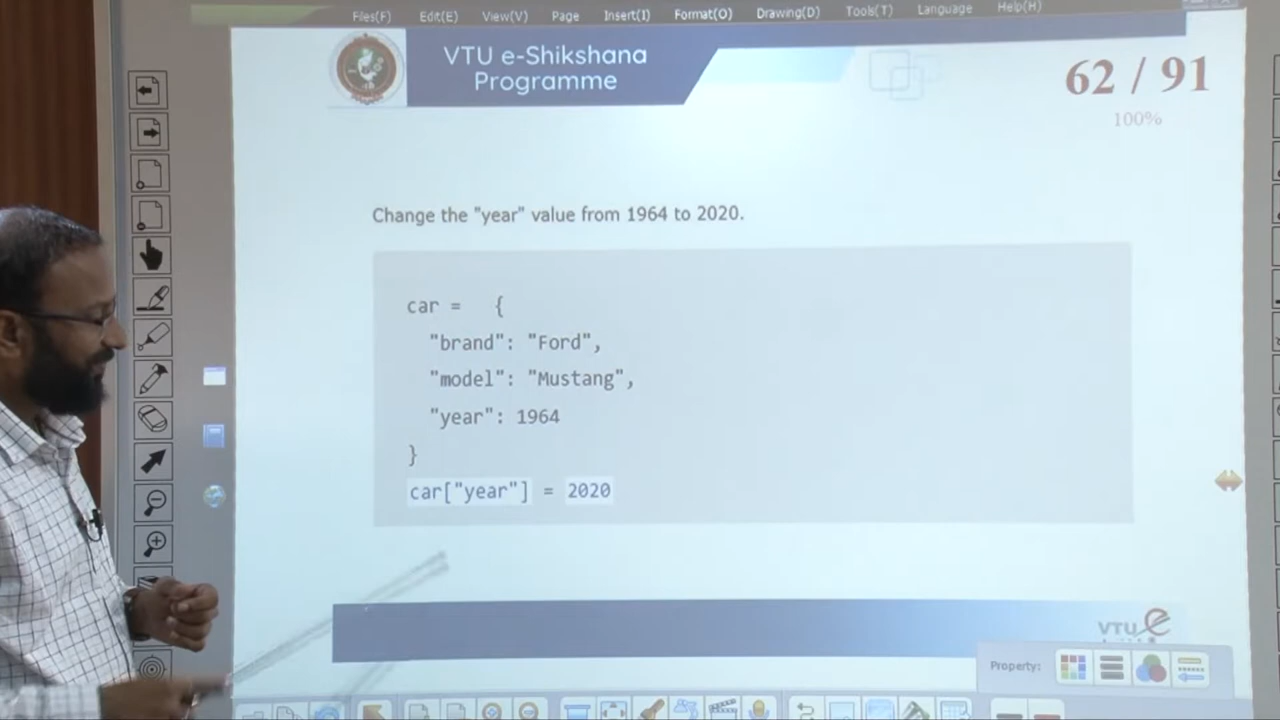 Files(F) Edit(E) View(V) Page Insert(I) Format(O) Drawing(D) Tools(T) Language Help(H)
VTU e-Shikshana
Programme
62 / 91
100%
Change the "year" value from 1964 to 2020.
car = {
"brand": "Ford",
"model": "Mustang",
"year": 1964
}
car["year"] = 2020
VTU e
Property: